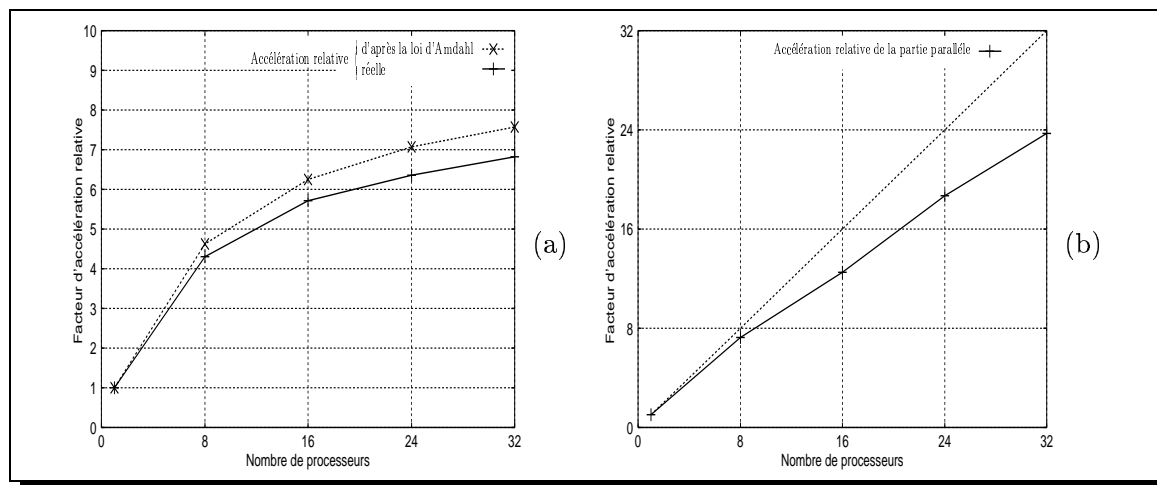 Accélération relative { d'après la loi d'Amdahl
réelle
Facteur d'accélération relative
10
9
8
7
6
5
4
3
2
1
0
0 8 16 24 32
Nombre de processeurs
(a)
Accélération relative de la partie paralléle
Facteur d'accélération relative
32
24
16
8
0
0 8 16 24 32
Nombre de processeurs
(b)